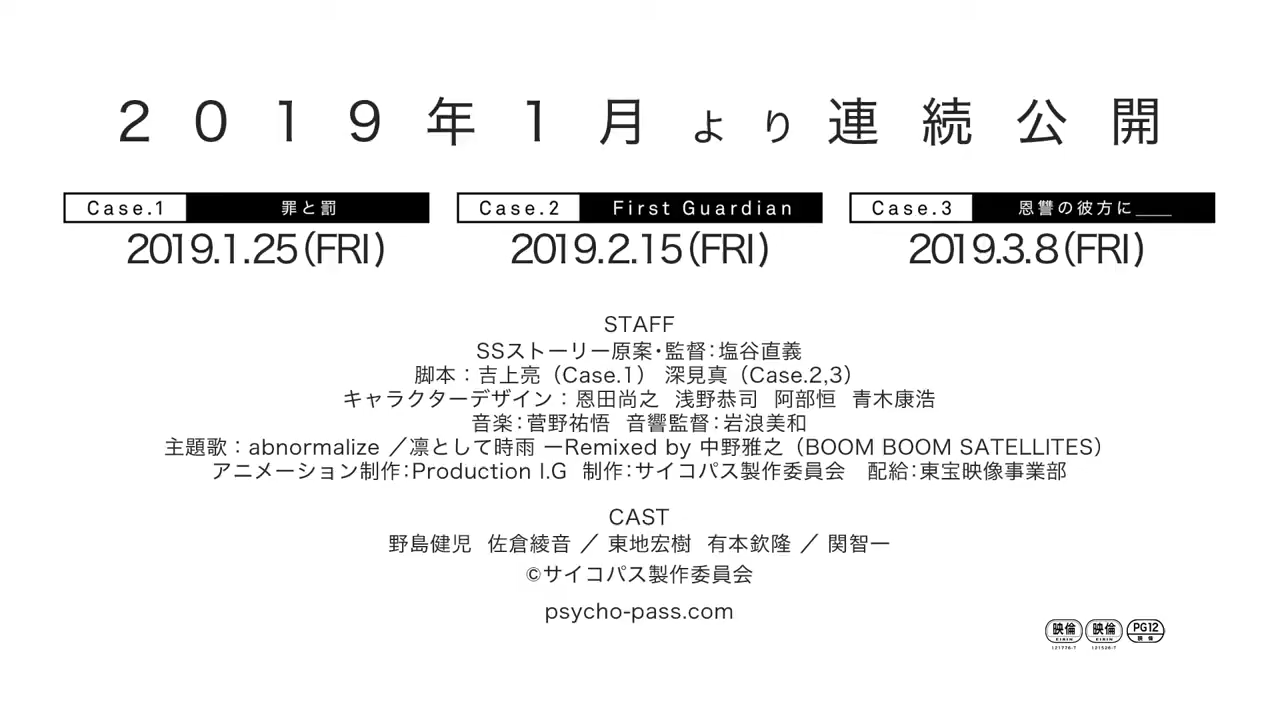 2019年1月より連続公開
Case.1 罪と罰
2019.1.25(FRI)
Case.2 First Guardian
2019.2.15(FRI)
Case.3 恩讐の彼方に＿＿
2019.3.8(FRI)
STAFF
SSストーリー原案・監督：塩谷直義
脚本：吉上亮（Case.1） 深見真（Case.2,3）
キャラクターデザイン：恩田尚之 浅野恭司 阿部恒 青木康浩
音楽：菅野祐悟 音響監督：岩浪美和
主題歌：abnormalize ／凛として時雨 ーRemixed by 中野雅之（BOOM BOOM SATELLITES）
アニメーション制作：Production I.G 制作：サイコパス製作委員会 配給：東宝映像事業部
CAST
野島健児 佐倉綾音 ／ 東地宏樹 有本欽隆 ／ 関智一
©サイコパス製作委員会
psycho-pass.com
映倫 EIRIN 121776-T
映倫 EIRIN 121526-T
PG12 映倫